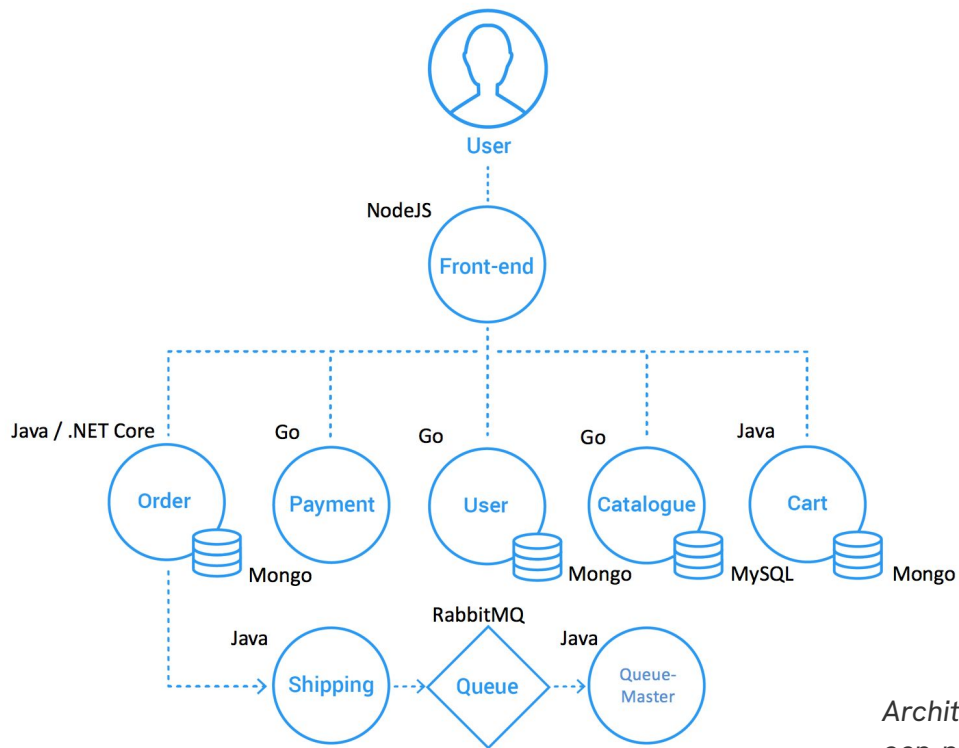 User
NodeJS
Front-end
Java / .NET Core
Go
Go
Go
Java
Order
Payment
User
Catalogue
Cart
Mongo
Mongo
MySQL
Mongo
RabbitMQ
Java
Java
Shipping
Queue
Queue-
Master